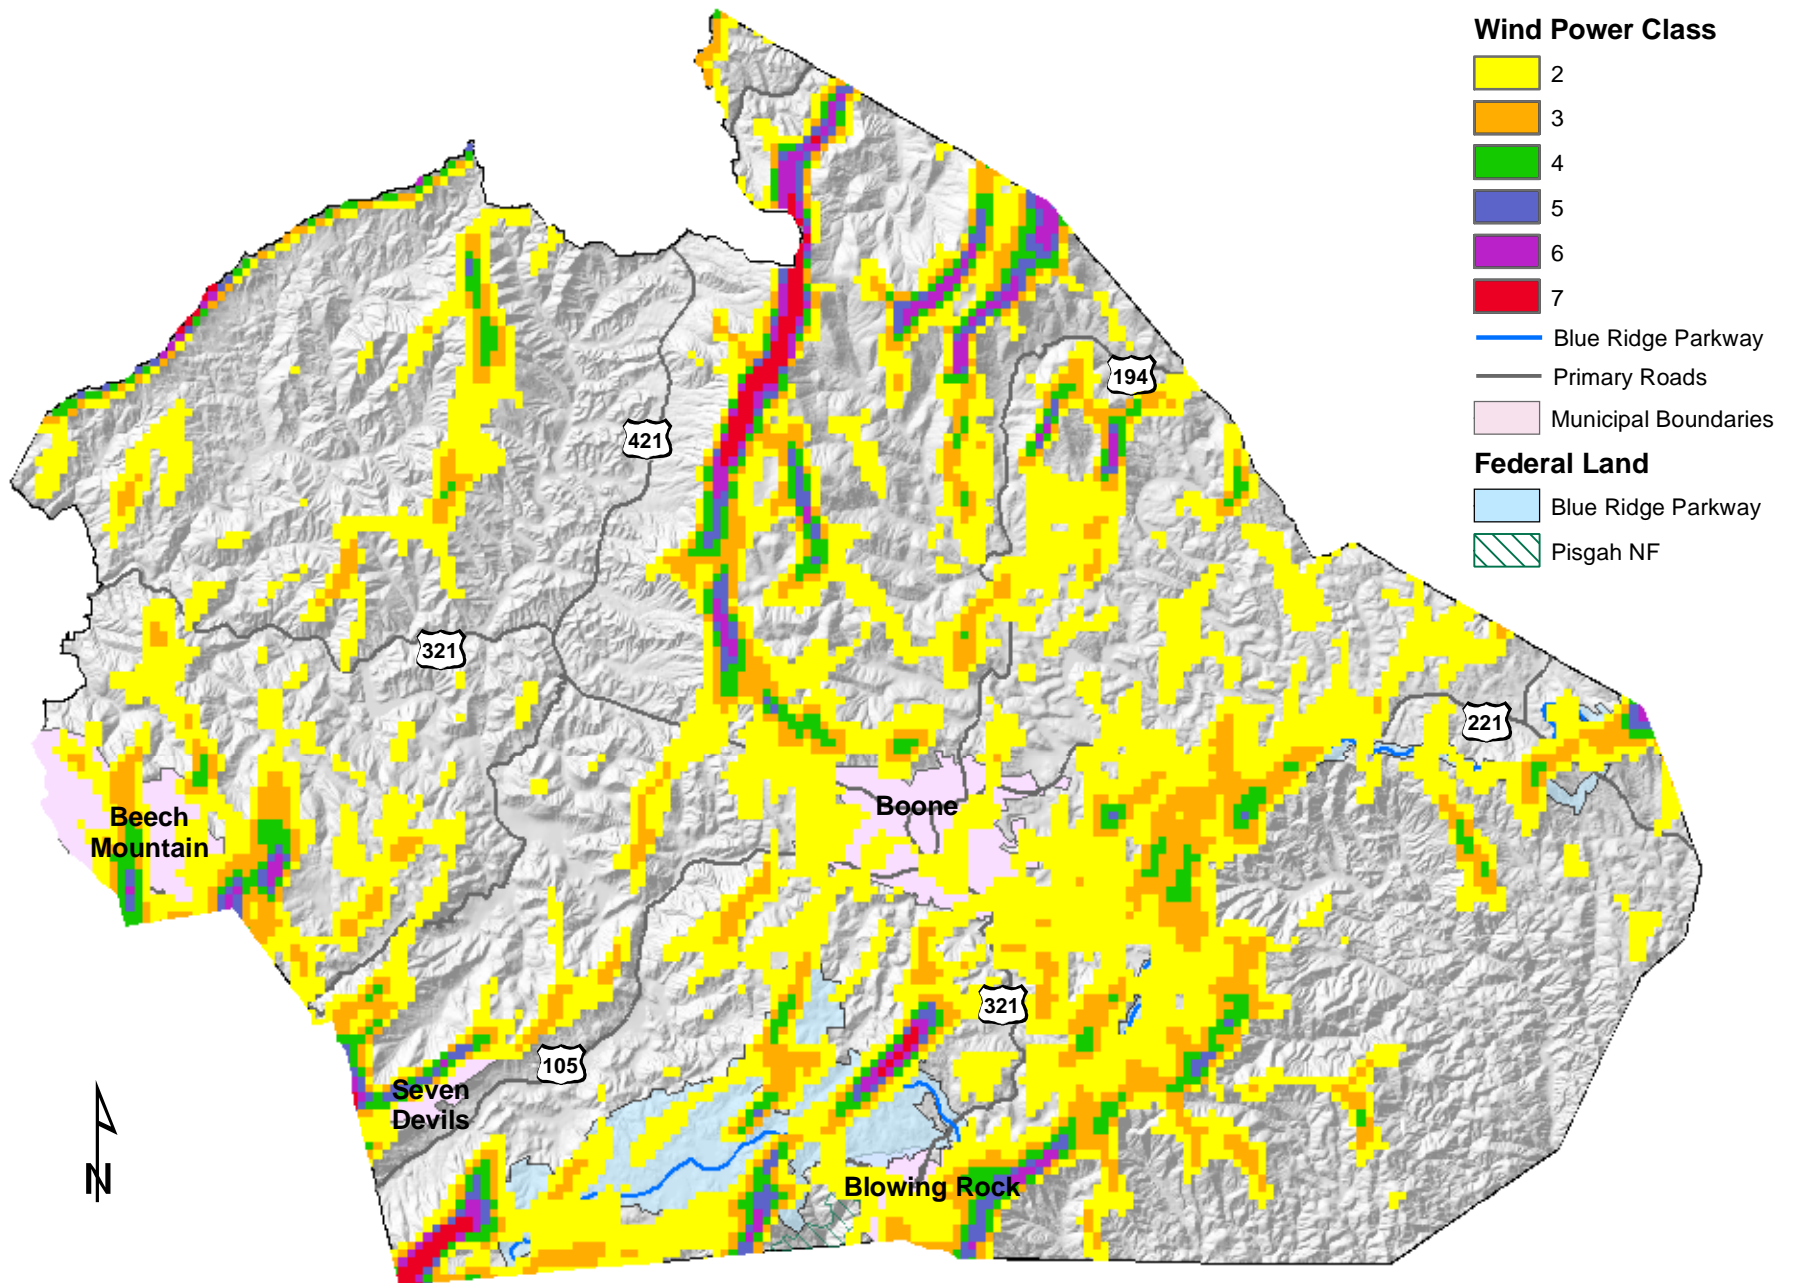 Wind Power Class
2
3
4
5
6
7
Blue Ridge Parkway
Primary Roads
Municipal Boundaries
Federal Land
Blue Ridge Parkway
Pisgah NF
194
421
321
221
Beech
Mountain
Boone
321
105
Seven
Devils
Blowing Rock
N